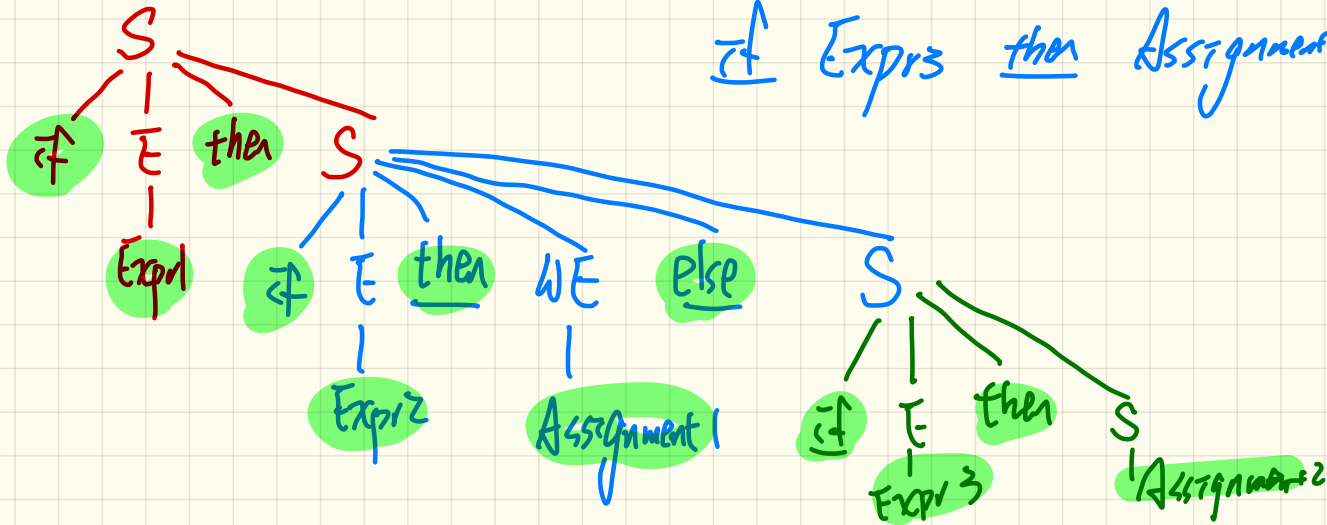 S
if Expr3 then Assignment
if E then S
Expr1
if E then WE else S
Expr2 Assignment1
if E then S
Expr3 Assignment2